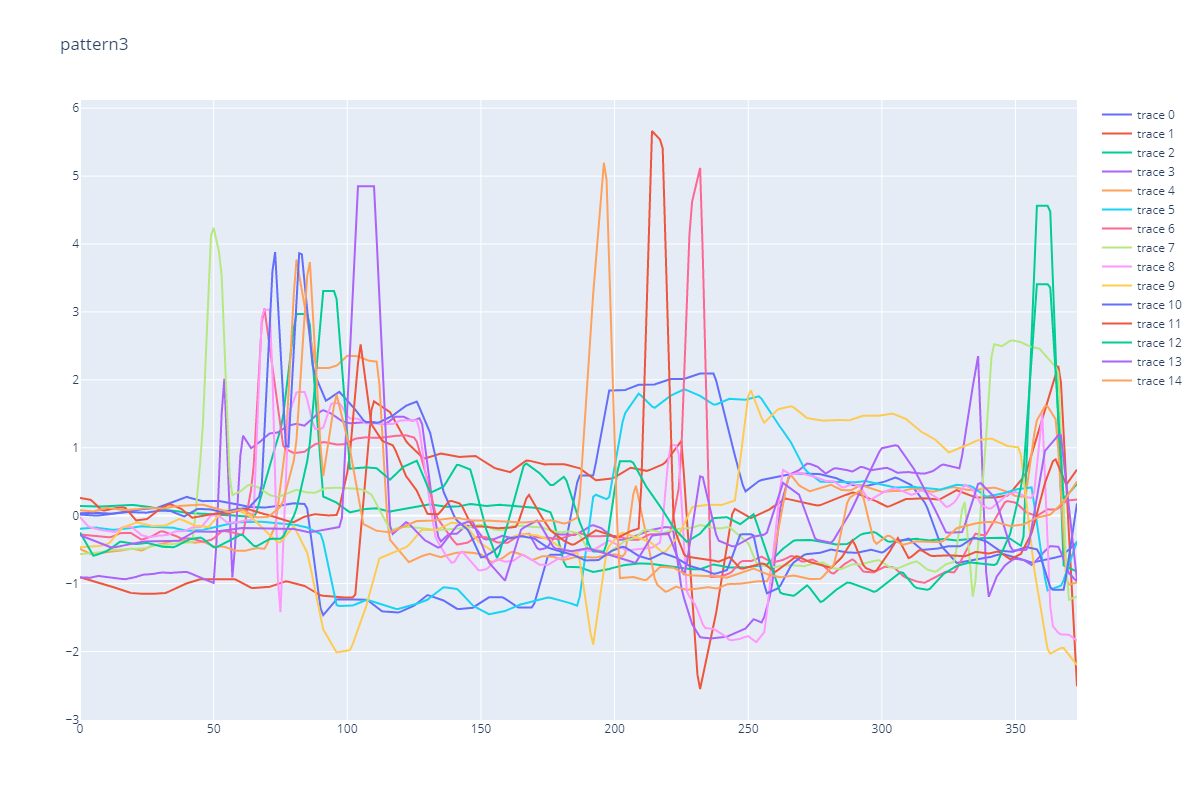 pattern3
6
5
4
3
2
1
0
−1
−2
−3
0 50 100 150 200 250 300 350
trace 0
trace 1
trace 2
trace 3
trace 4
trace 5
trace 6
trace 7
trace 8
trace 9
trace 10
trace 11
trace 12
trace 13
trace 14